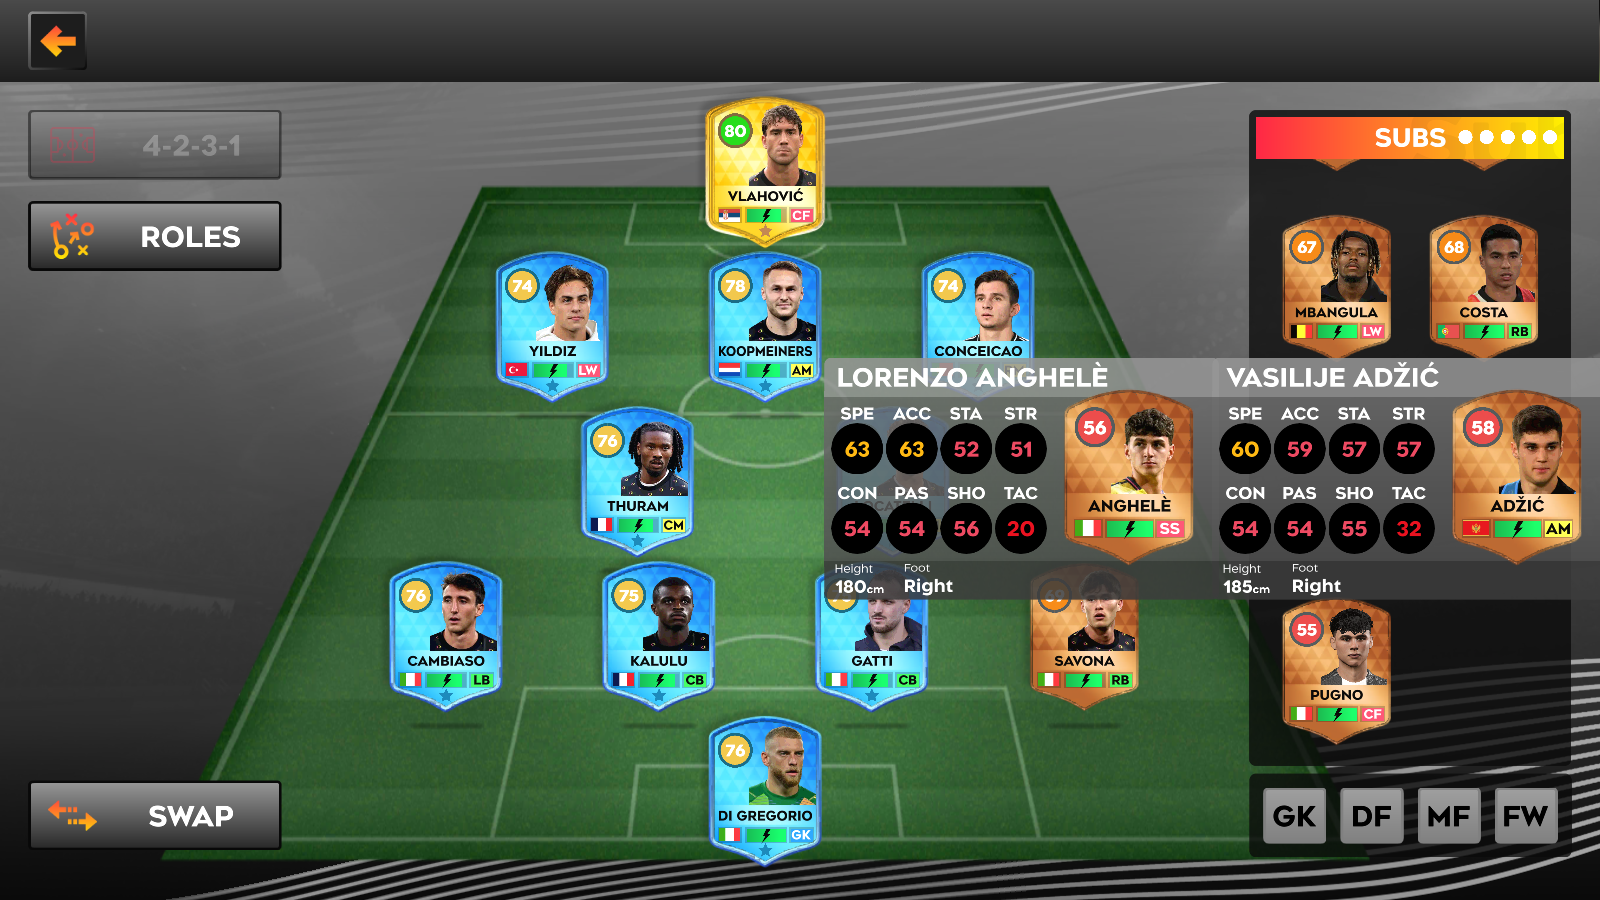 4-2-3-1
ROLES
SWAP
80
VLAHOVIĆ
CF
74
YILDIZ
LW
78
KOOPMEINERS
AM
74
CONCEICAO
76
THURAM
CM
76
CAMBIASO
LB
75
KALULU
CB
GATTI
CB
69
SAVONA
RB
76
DI GREGORIO
GK
SUBS
67
MBANGULA
LW
68
COSTA
RB
LORENZO ANGHELÈ
SPE ACC STA STR
63 63 52 51
CON PAS SHO TAC
54 54 56 20
Height Foot
180cm Right
56
ANGHELÈ
SS
VASILIJE ADŽIĆ
SPE ACC STA STR
60 59 57 57
CON PAS SHO TAC
54 54 55 32
Height Foot
185cm Right
58
ADŽIĆ
AM
55
PUGNO
CF
GK DF MF FW